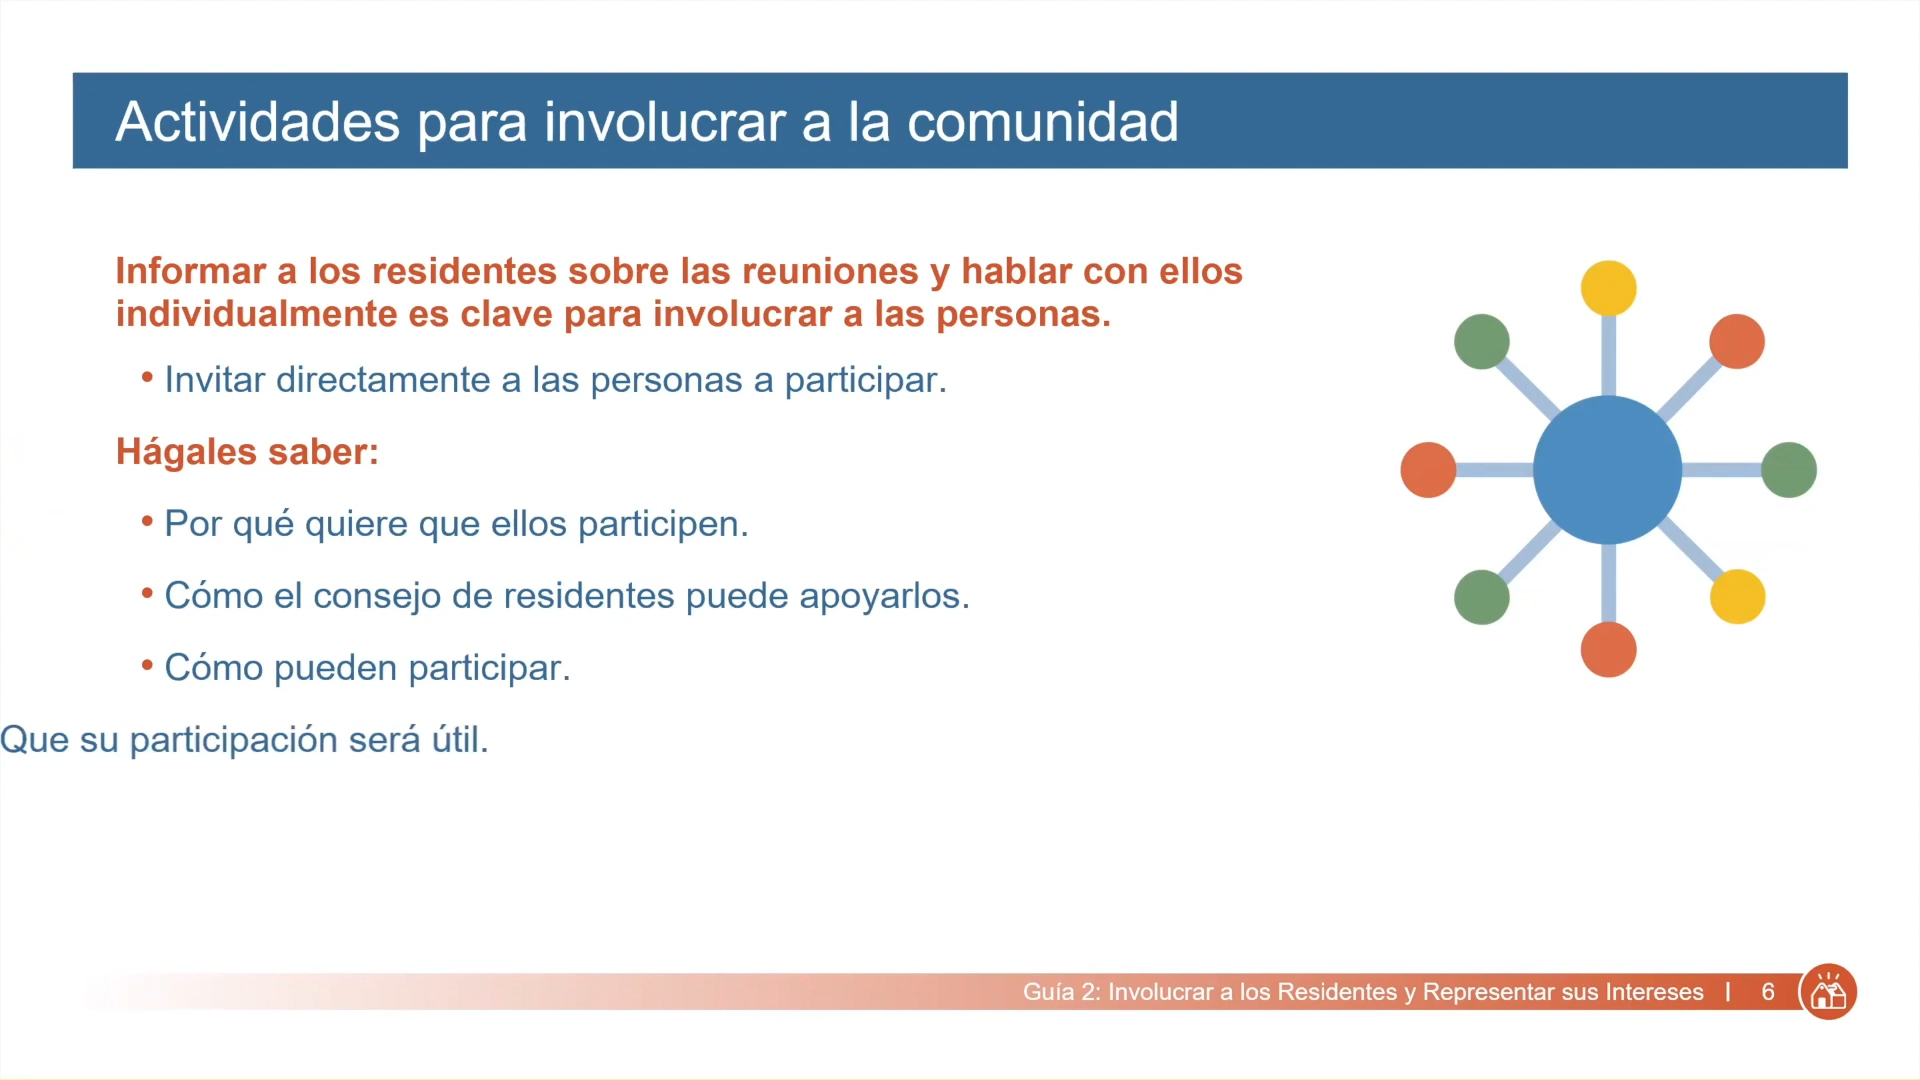 Actividades para involucrar a la comunidad
Informar a los residentes sobre las reuniones y hablar con ellos
individualmente es clave para involucrar a las personas.
• Invitar directamente a las personas a participar.
Hágales saber:
• Por qué quiere que ellos participen.
• Cómo el consejo de residentes puede apoyarlos.
• Cómo pueden participar.
Que su participación será útil.
Guía 2: Involucrar a los Residentes y Representar sus Intereses | 6